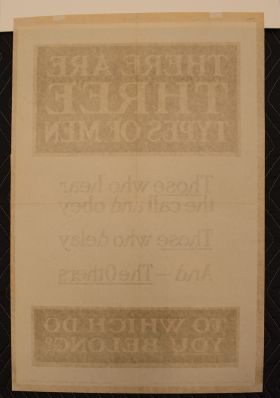 THERE ARE
THREE
TYPES OF MEN
Those who hear
the call and obey
Those who delay
And—The Others
TO WHICH DO
YOU BELONG?